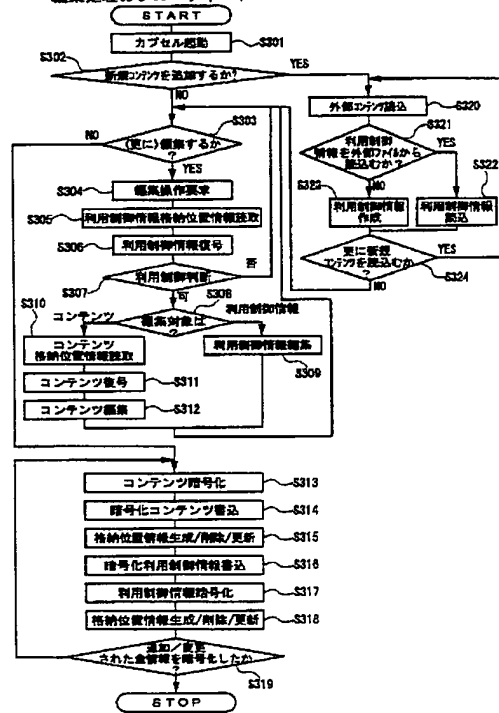 START
カプセル起動
S301
S302
新規コンテンツを追加するか?
YES
NO
外部コンテンツ読込
S320
S303
(更に)編集するか
?
NO
YES
S321
利用制御
情報を外部ファイルから
読込むか?
YES
NO
S304
編集操作要求
S322
S323
利用制御情報
作成
利用制御情報
読込
S305
利用制御情報格納位置情報読取
S306
利用制御情報復号
更に新規
コンテンツを読込むか
?
YES
S324
NO
否
S307
利用制御判断
可
S308
S310
コンテンツ
編集対象は
?
利用制御情報
コンテンツ
格納位置情報読取
利用制御情報編集
S309
コンテンツ復号
S311
コンテンツ編集
S312
コンテンツ暗号化
S313
暗号化コンテンツ書込
S314
格納位置情報生成/削除/更新
S315
暗号化利用制御情報書込
S316
利用制御情報暗号化
S317
格納位置情報生成/削除/更新
S318
追加/変更
された全情報を暗号化したか
?
S319
STOP